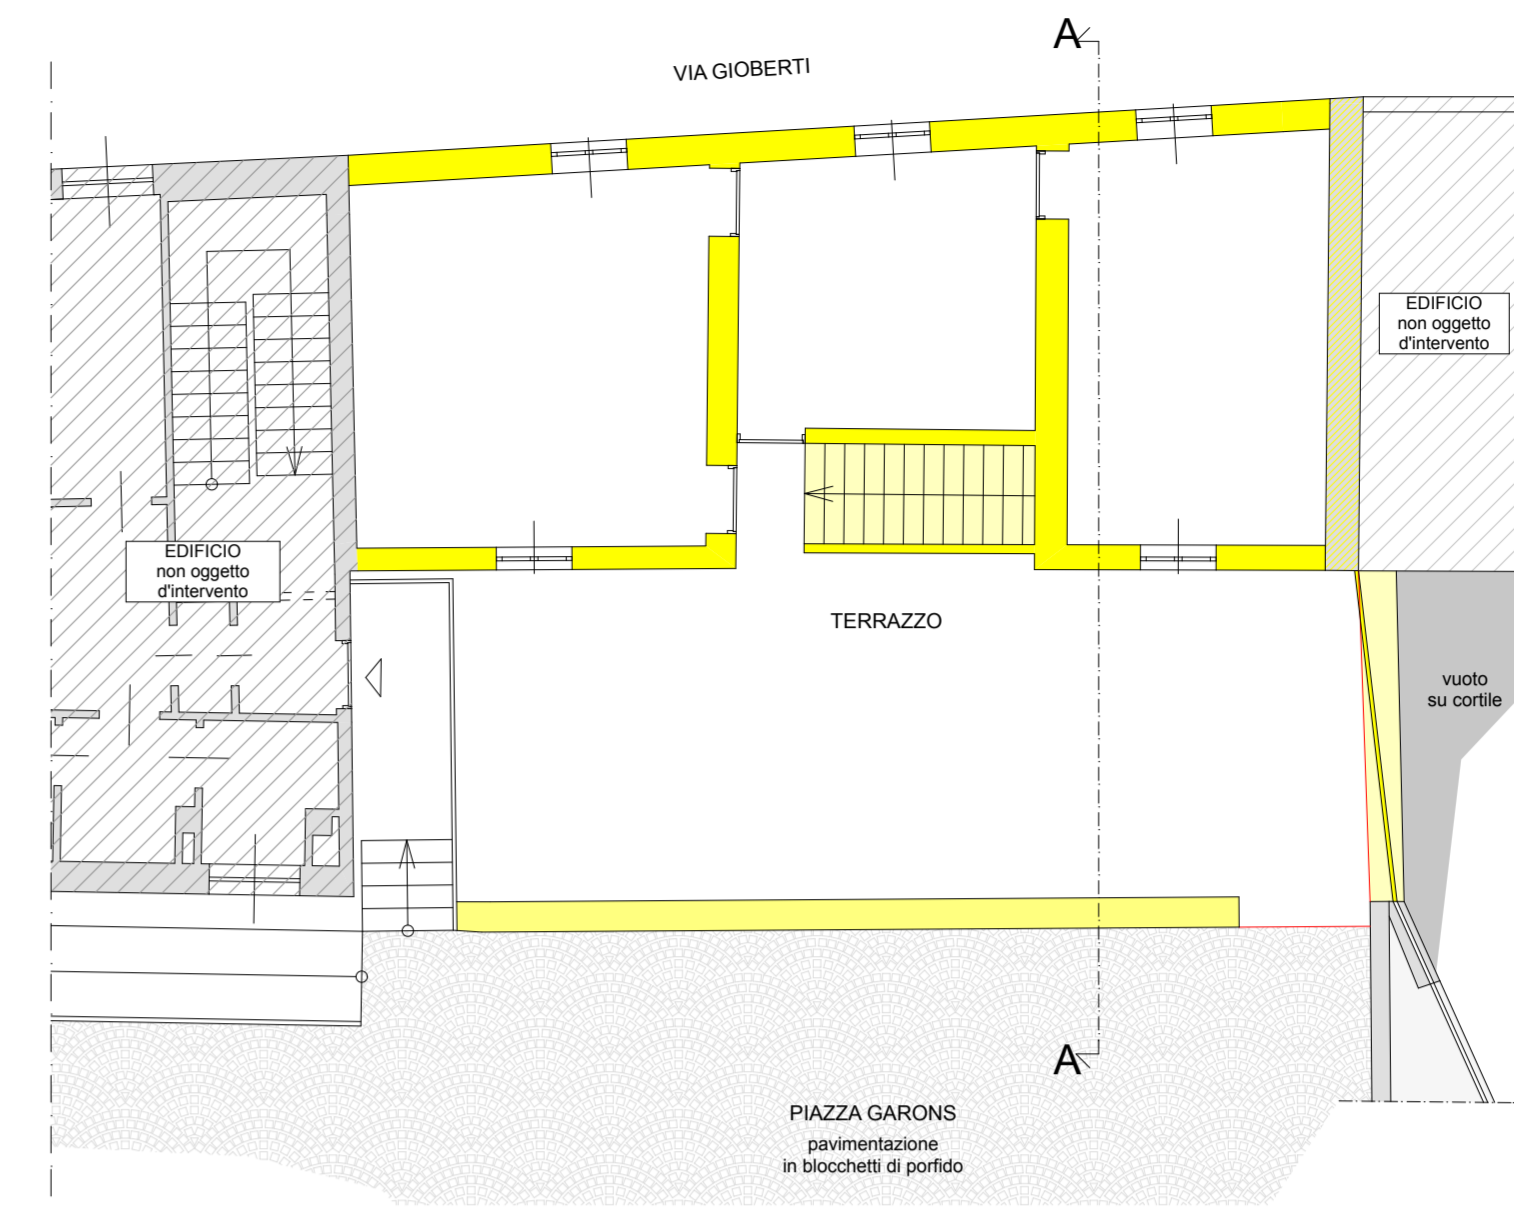 A
VIA GIOBERTI
EDIFICIO
non oggetto
d'intervento
EDIFICIO
non oggetto
d'intervento
TERRAZZO
vuoto
su cortile
A
PIAZZA GARONS
pavimentazione
in blocchetti di porfido